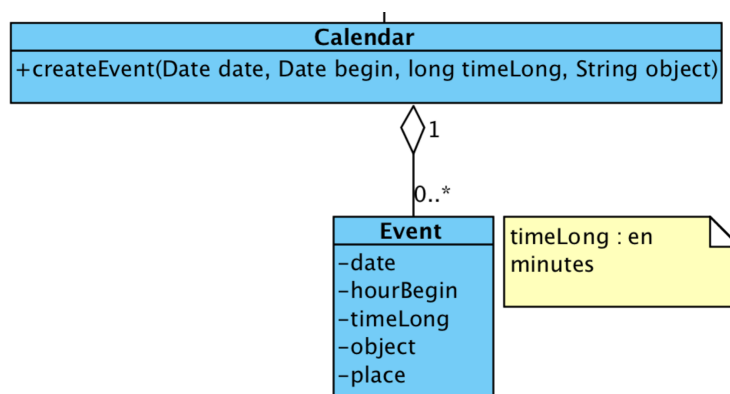 Calendar
+createEvent(Date date, Date begin, long timeLong, String object)
1
0..*
Event
-date
-hourBegin
-timeLong
-object
-place
timeLong : en
minutes